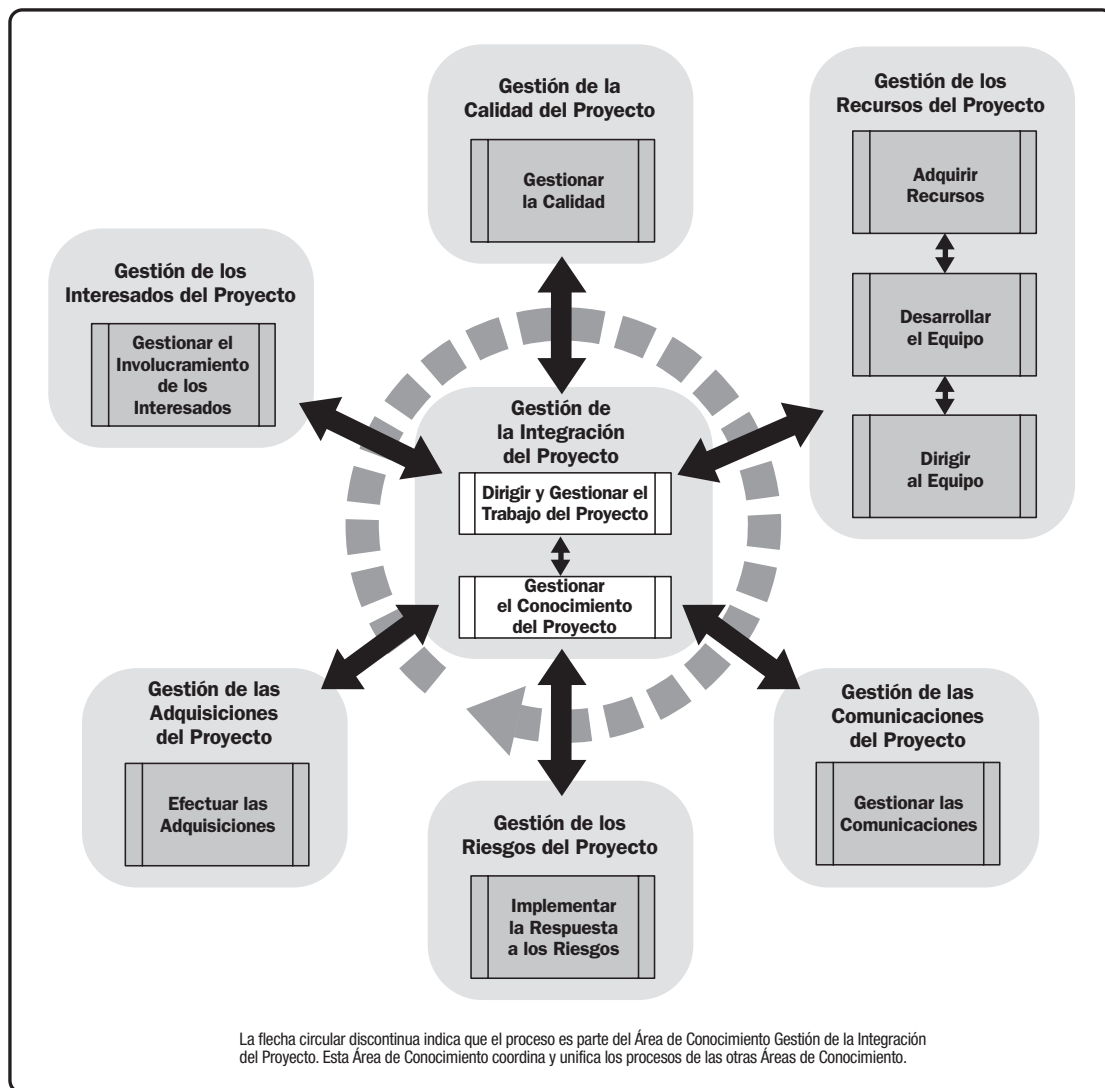 Gestión de la
Calidad del Proyecto
Gestionar
la Calidad
Gestión de los
Recursos del Proyecto
Adquirir
Recursos
Desarrollar
el Equipo
Dirigir
al Equipo
Gestión de los
Interesados del Proyecto
Gestionar el
Involucramiento
de los
Interesados
Gestión de
la Integración
del Proyecto
Dirigir y Gestionar el
Trabajo del Proyecto
Gestionar
el Conocimiento
del Proyecto
Gestión de las
Adquisiciones
del Proyecto
Efectuar las
Adquisiciones
Gestión de los
Riesgos del Proyecto
Implementar
la Respuesta
a los Riesgos
Gestión de las
Comunicaciones
del Proyecto
Gestionar las
Comunicaciones
La flecha circular discontinua indica que el proceso es parte del Área de Conocimiento Gestión de la Integración
del Proyecto. Esta Área de Conocimiento coordina y unifica los procesos de las otras Áreas de Conocimiento.